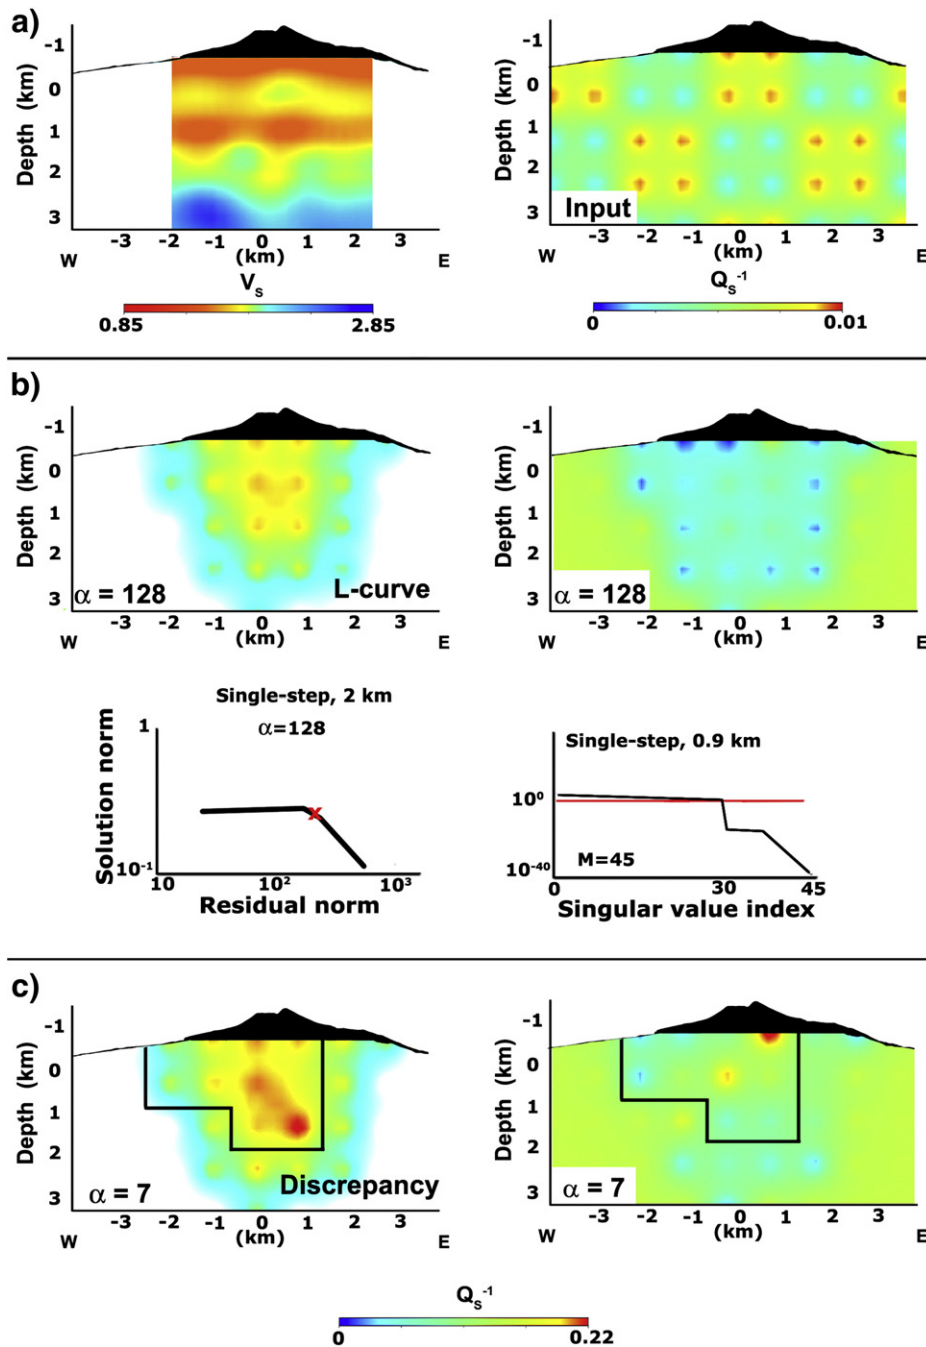 a)
-1
0
1
2
3
Depth (km)
-3 -2 -1 0 1 2 3
(km)
W E
Vs
0.85 2.85
-1
0
1
2
3
Depth (km)
Input
-3 -2 -1 0 1 2 3
(km)
W E
Qs-1
0 0.01
b)
-1
0
1
2
3
Depth (km)
α = 128
L-curve
-3 -2 -1 0 1 2 3
(km)
W E
-1
0
1
2
3
Depth (km)
α = 128
-3 -2 -1 0 1 2 3
(km)
W E
Single-step, 2 km
α=128
1
10-1
Solution norm
x
10 10² 10³
Residual norm
Single-step, 0.9 km
10⁰
10-40
M=45
0 30 45
Singular value index
c)
-1
0
1
2
3
Depth (km)
α = 7
Discrepancy
-3 -2 -1 0 1 2 3
(km)
W E
-1
0
1
2
3
Depth (km)
α = 7
-3 -2 -1 0 1 2 3
(km)
W E
Qs-1
0 0.22